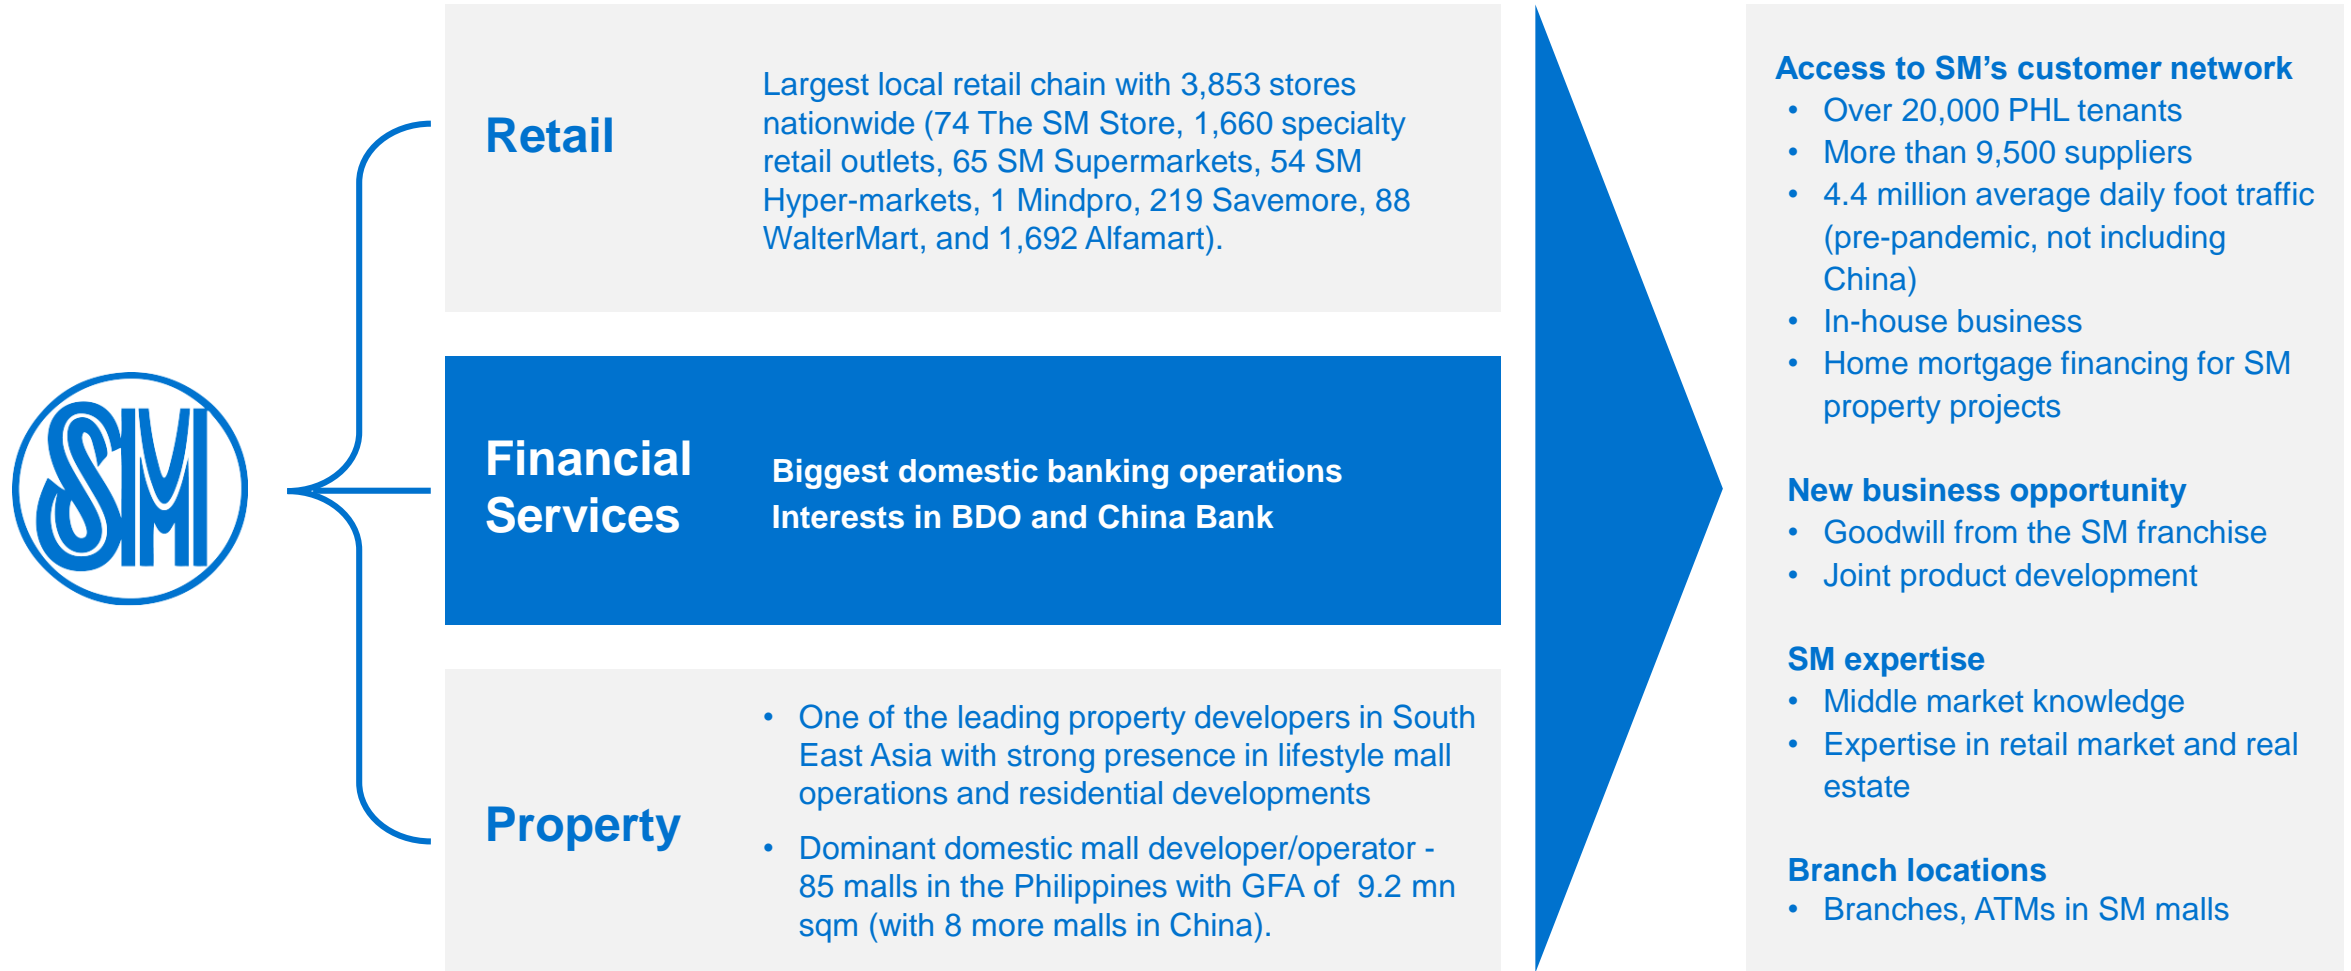 SM
Retail
Largest local retail chain with 3,853 stores
nationwide (74 The SM Store, 1,660 specialty
retail outlets, 65 SM Supermarkets, 54 SM
Hyper-markets, 1 Mindpro, 219 Savemore, 88
WalterMart, and 1,692 Alfamart).
Financial
Services
Biggest domestic banking operations
Interests in BDO and China Bank
Property
• One of the leading property developers in South
East Asia with strong presence in lifestyle mall
operations and residential developments
• Dominant domestic mall developer/operator -
85 malls in the Philippines with GFA of 9.2 mn
sqm (with 8 more malls in China).
Access to SM’s customer network
• Over 20,000 PHL tenants
• More than 9,500 suppliers
• 4.4 million average daily foot traffic
(pre-pandemic, not including
China)
• In-house business
• Home mortgage financing for SM
property projects
New business opportunity
• Goodwill from the SM franchise
• Joint product development
SM expertise
• Middle market knowledge
• Expertise in retail market and real
estate
Branch locations
• Branches, ATMs in SM malls